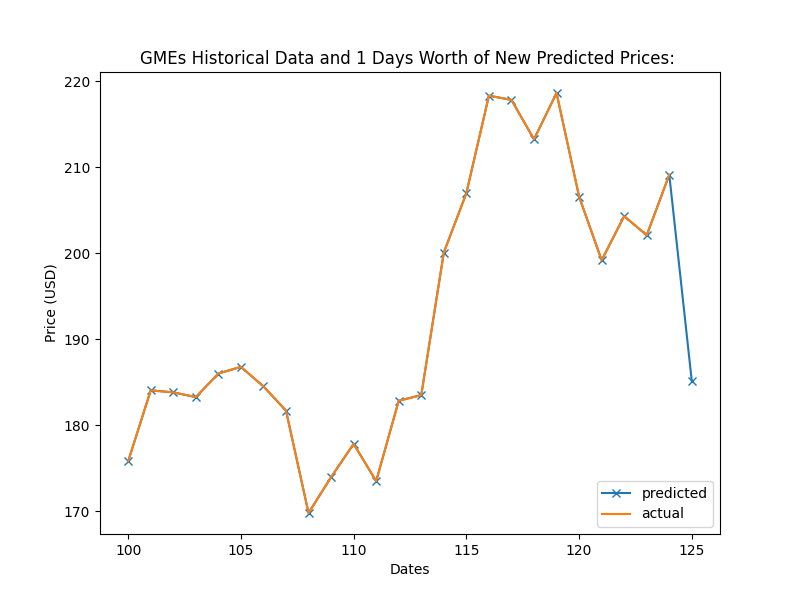 GMEs Historical Data and 1 Days Worth of New Predicted Prices:
220
210
200
190
180
170
Price (USD)
100
105
110
115
120
125
Dates
predicted
actual